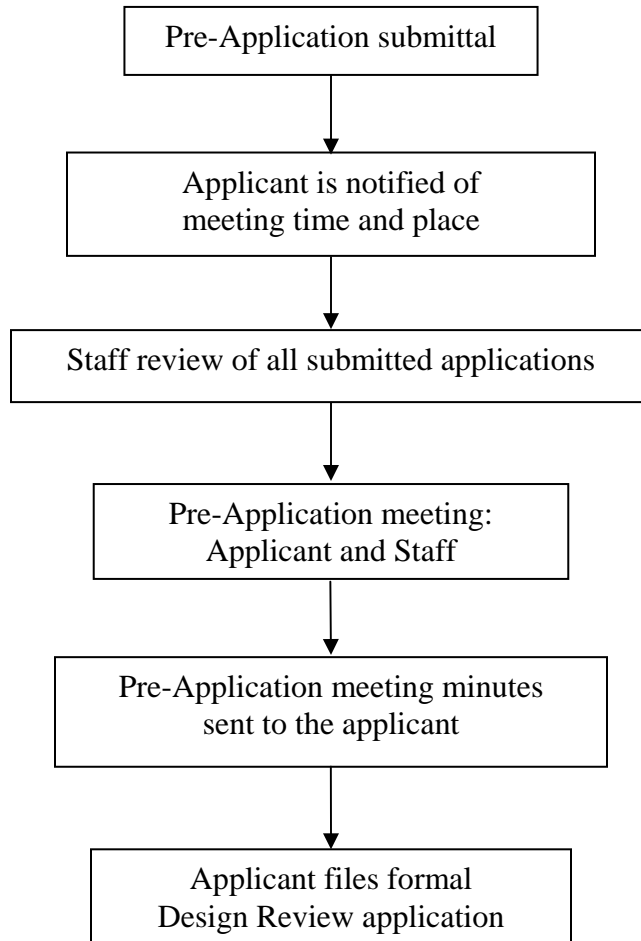 Pre-Application submittal
Applicant is notified of
meeting time and place
Staff review of all submitted applications
Pre-Application meeting:
Applicant and Staff
Pre-Application meeting minutes
sent to the applicant
Applicant files formal
Design Review application